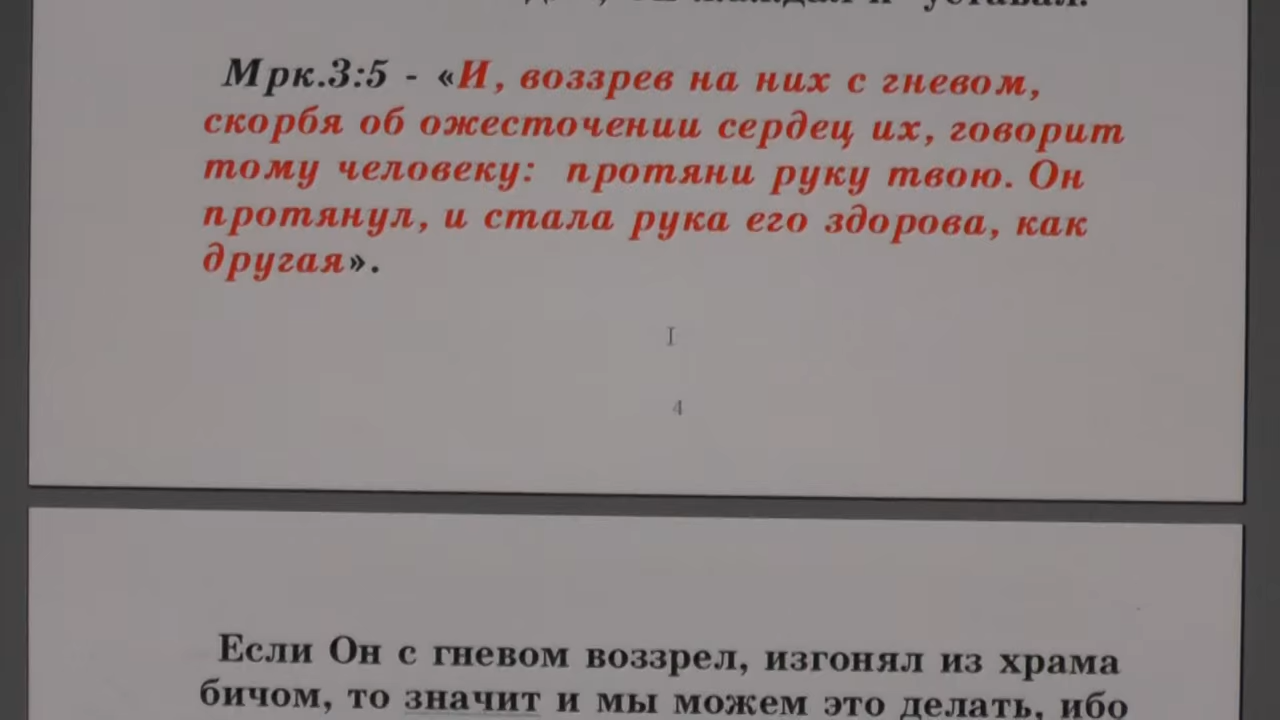 Мрк.3:5 - «И, воззрев на них с гневом,
скорбя об ожесточении сердец их, говорит
тому человеку: протяни руку твою. Он
протянул, и стала рука его здорова, как
другая».
4
Если Он с гневом воззрел, изгонял из храма
бичом, то значит и мы можем это делать, ибо